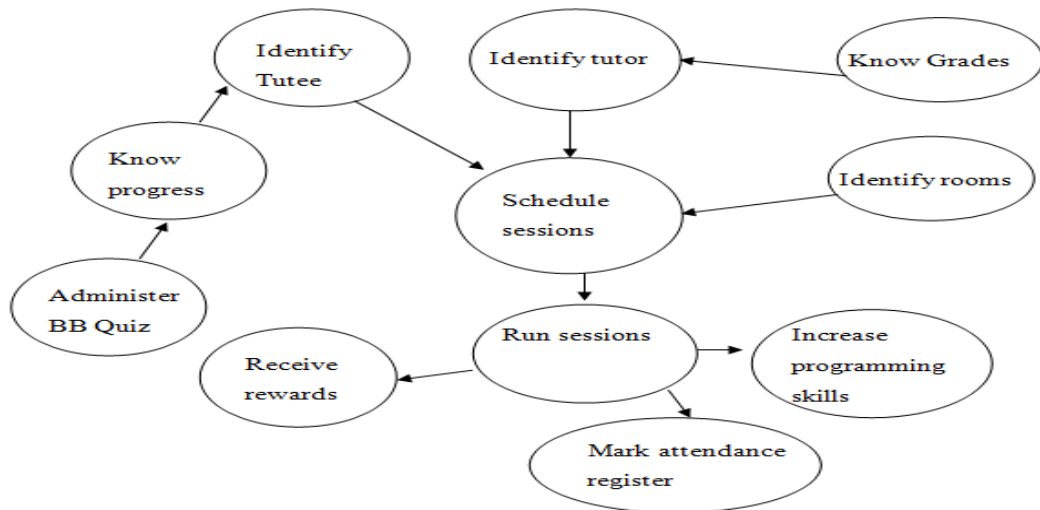 Identify
Tutee
Identify tutor
Know Grades
Know
progress
Identify rooms
Schedule
sessions
Administer
BB Quiz
Run sessions
Receive
rewards
Increase
programming
skills
Mark attendance
register